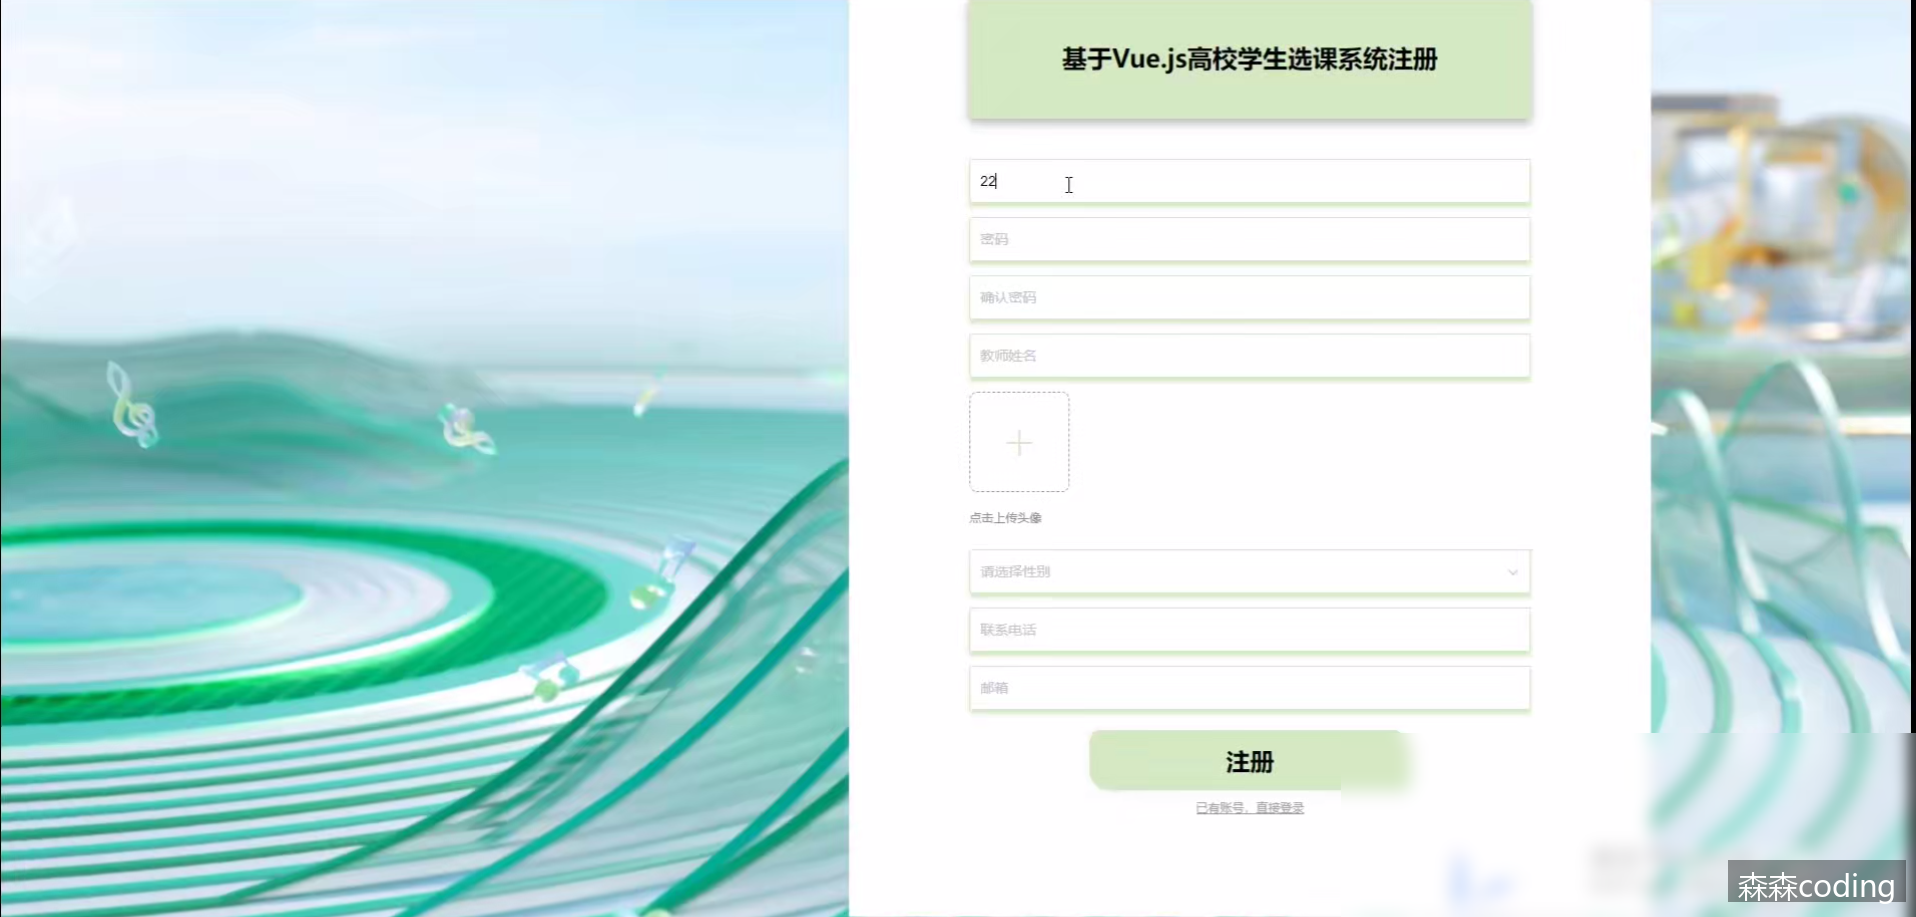 基于Vue.js高校学生选课系统注册
22
密码
确认密码
教师姓名
点击上传头像
请选择性别
联系电话
邮箱
注册
已有账号，直接登录
森森coding